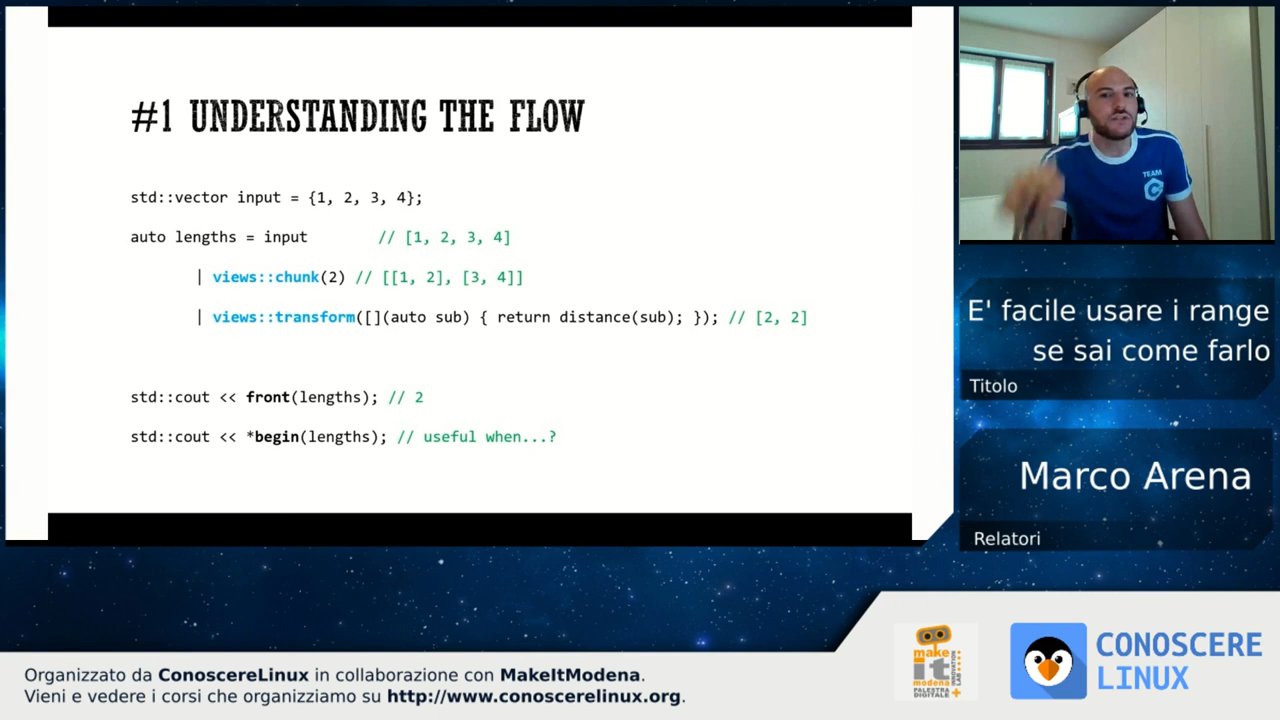 #1 UNDERSTANDING THE FLOW
std::vector input = {1, 2, 3, 4};
auto lengths = input // [1, 2, 3, 4]
| views::chunk(2) // [[1, 2], [3, 4]]
| views::transform([](auto sub) { return distance(sub); }); // [2, 2]
std::cout << front(lengths); // 2
std::cout << *begin(lengths); // useful when...?
TEAM
C
E' facile usare i range
se sai come farlo
Titolo
Marco Arena
Relatori
make
it
modena
PALESTRA
DIGITALE
INNOVATION
LAB
CONOSCERE
LINUX
Organizzato da ConoscereLinux in collaborazione con MakeItModena.
Vieni e vedere i corsi che organizziamo su http://www.conoscerelinux.org.